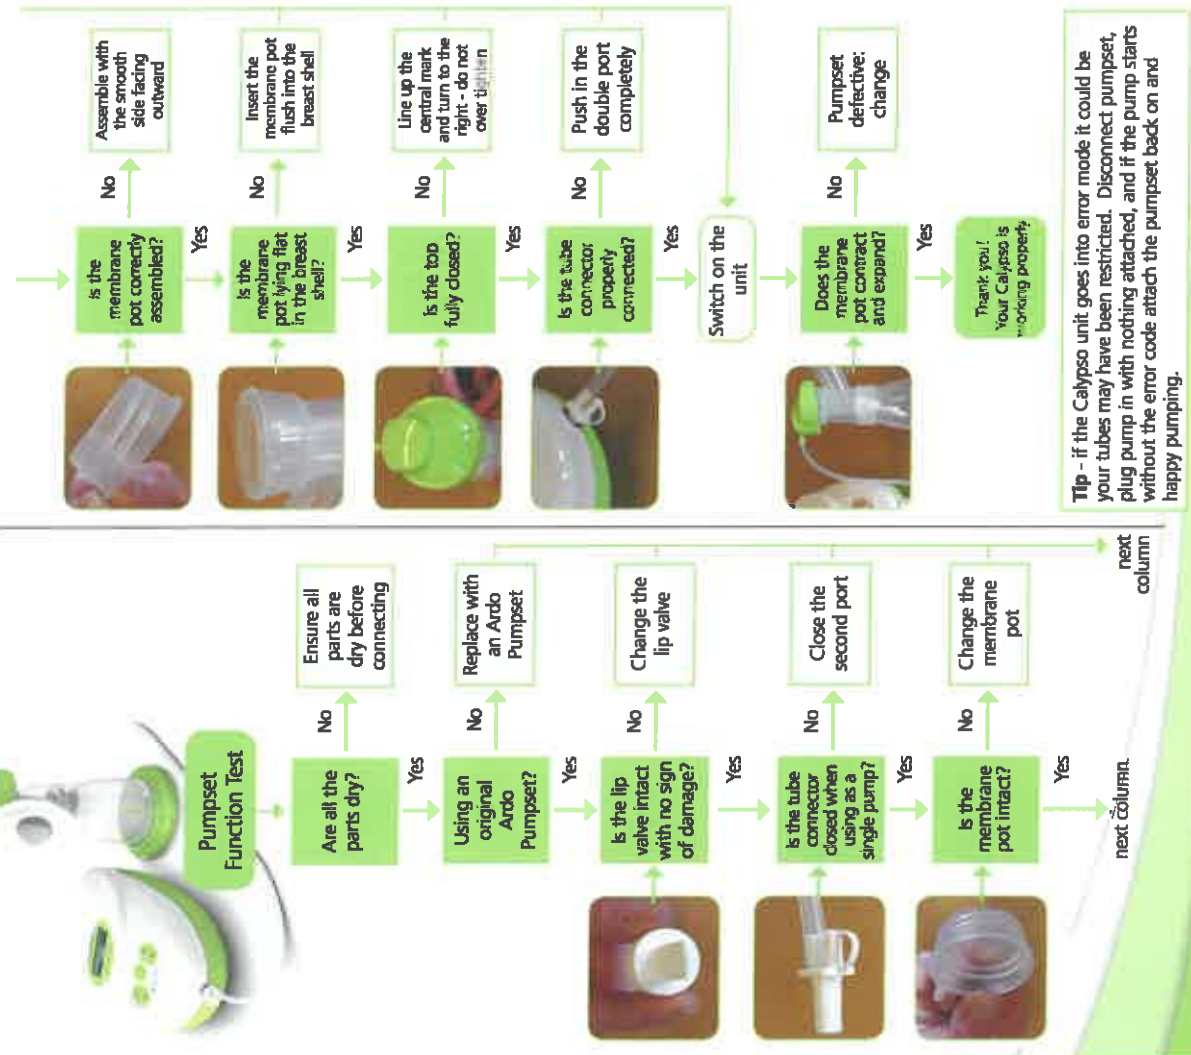 Pumpset
Function Test
Are all the
parts dry?
No
Ensure all
parts are
dry before
connecting
Yes
Using an
original
Ardo
Pumpset?
No
Replace with
an Ardo
Pumpset
Yes
Is the lip
valve intact
with no sign
of damage?
No
Change the
lip valve
Yes
Is the tube
connector
closed when
using as a
single pump?
No
Close the
second port
Yes
Is the
membrane
pot intact?
No
Change the
membrane
pot
Yes
next column
next
column
Is the
membrane
pot correctly
assembled?
No
Assemble with
the smooth
side facing
outward
Yes
Is the
membrane
pot lying flat
in the breast
shell?
No
Insert the
membrane pot
flush into the
breast shell
Yes
Is the top
fully closed?
No
Line up the
central mark
and turn to the
right - do not
over tighten
Yes
Is the tube
connector
properly
connected?
No
Push in the
double port
completely
Yes
Switch on the
unit
Does the
membrane
pot contract
and expand?
No
Pumpset
defective:
change
Yes
Thank you!
Your Calypso is
working properly
Tip - if the Calypso unit goes into error mode it could be
your tubes may have been restricted. Disconnect pumpset,
plug pump in with nothing attached, and if the pump starts
without the error code attach the pumpset back on and
happy pumping.